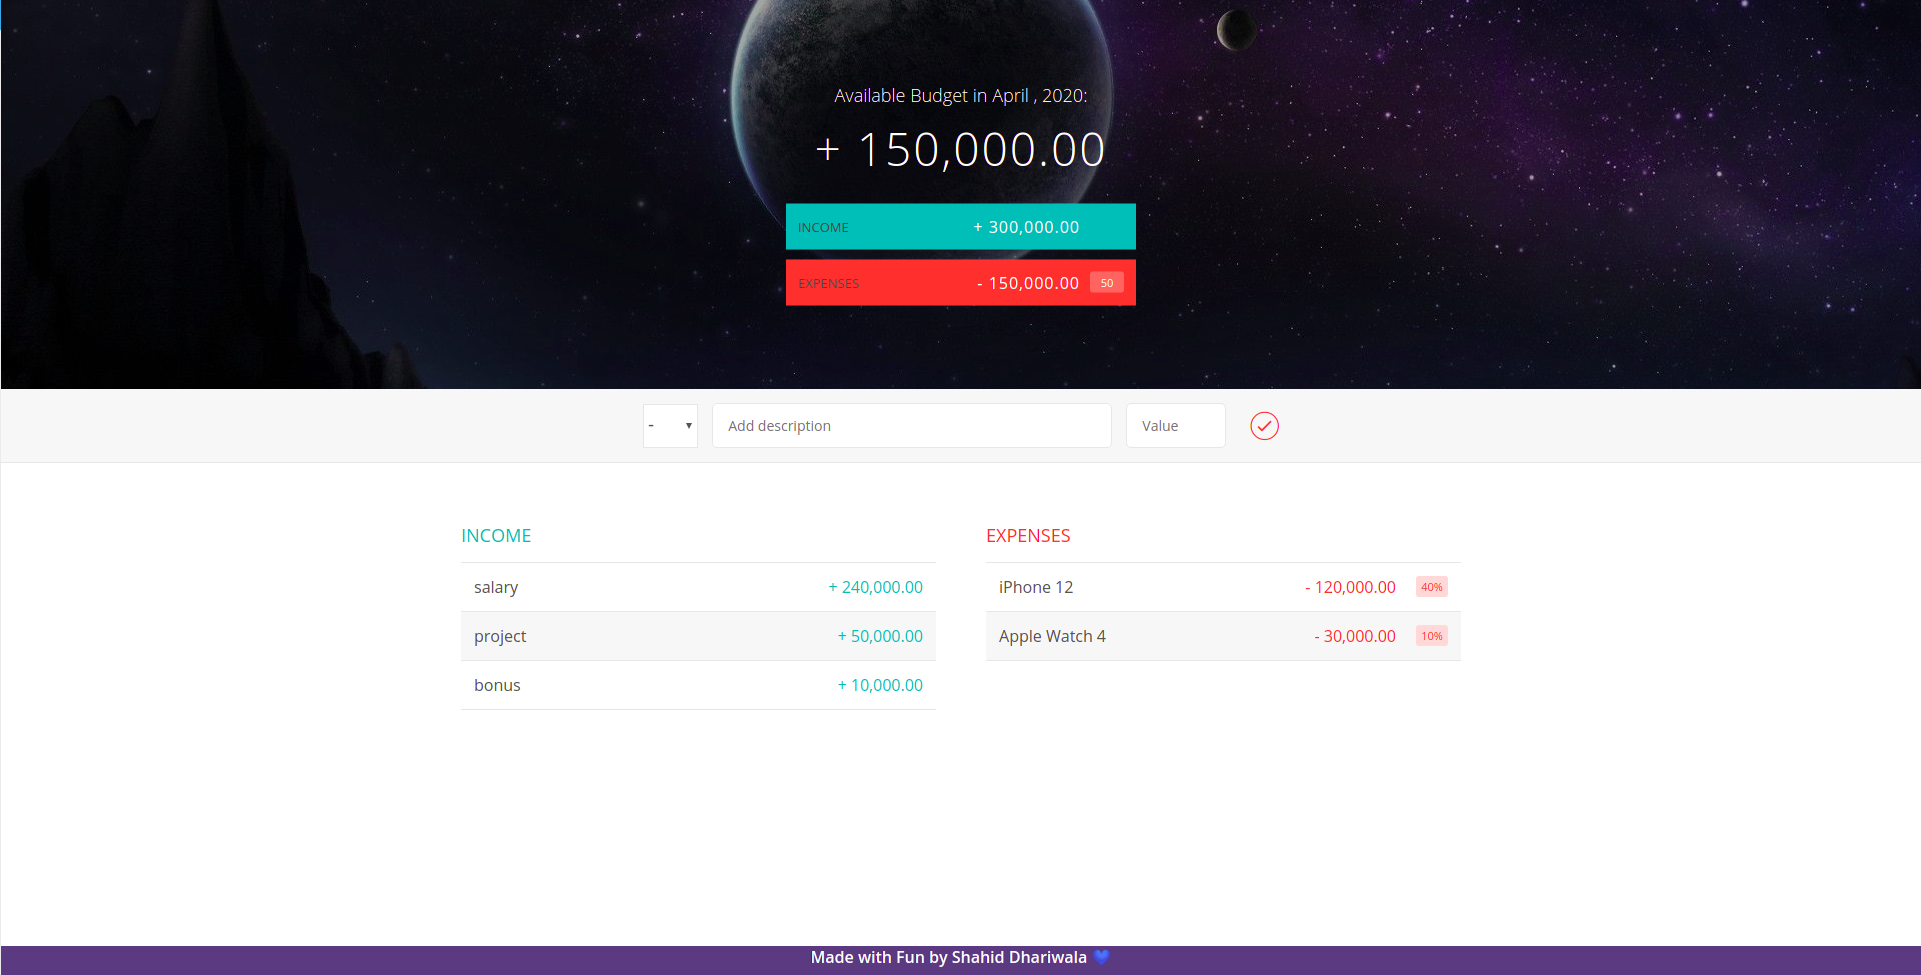 Available Budget in April , 2020:
+ 150,000.00
INCOME + 300,000.00
EXPENSES - 150,000.00 50
- Add description Value
INCOME
salary + 240,000.00
project + 50,000.00
bonus + 10,000.00
EXPENSES
iPhone 12 - 120,000.00 40%
Apple Watch 4 - 30,000.00 10%
Made with Fun by Shahid Dhariwala 💙